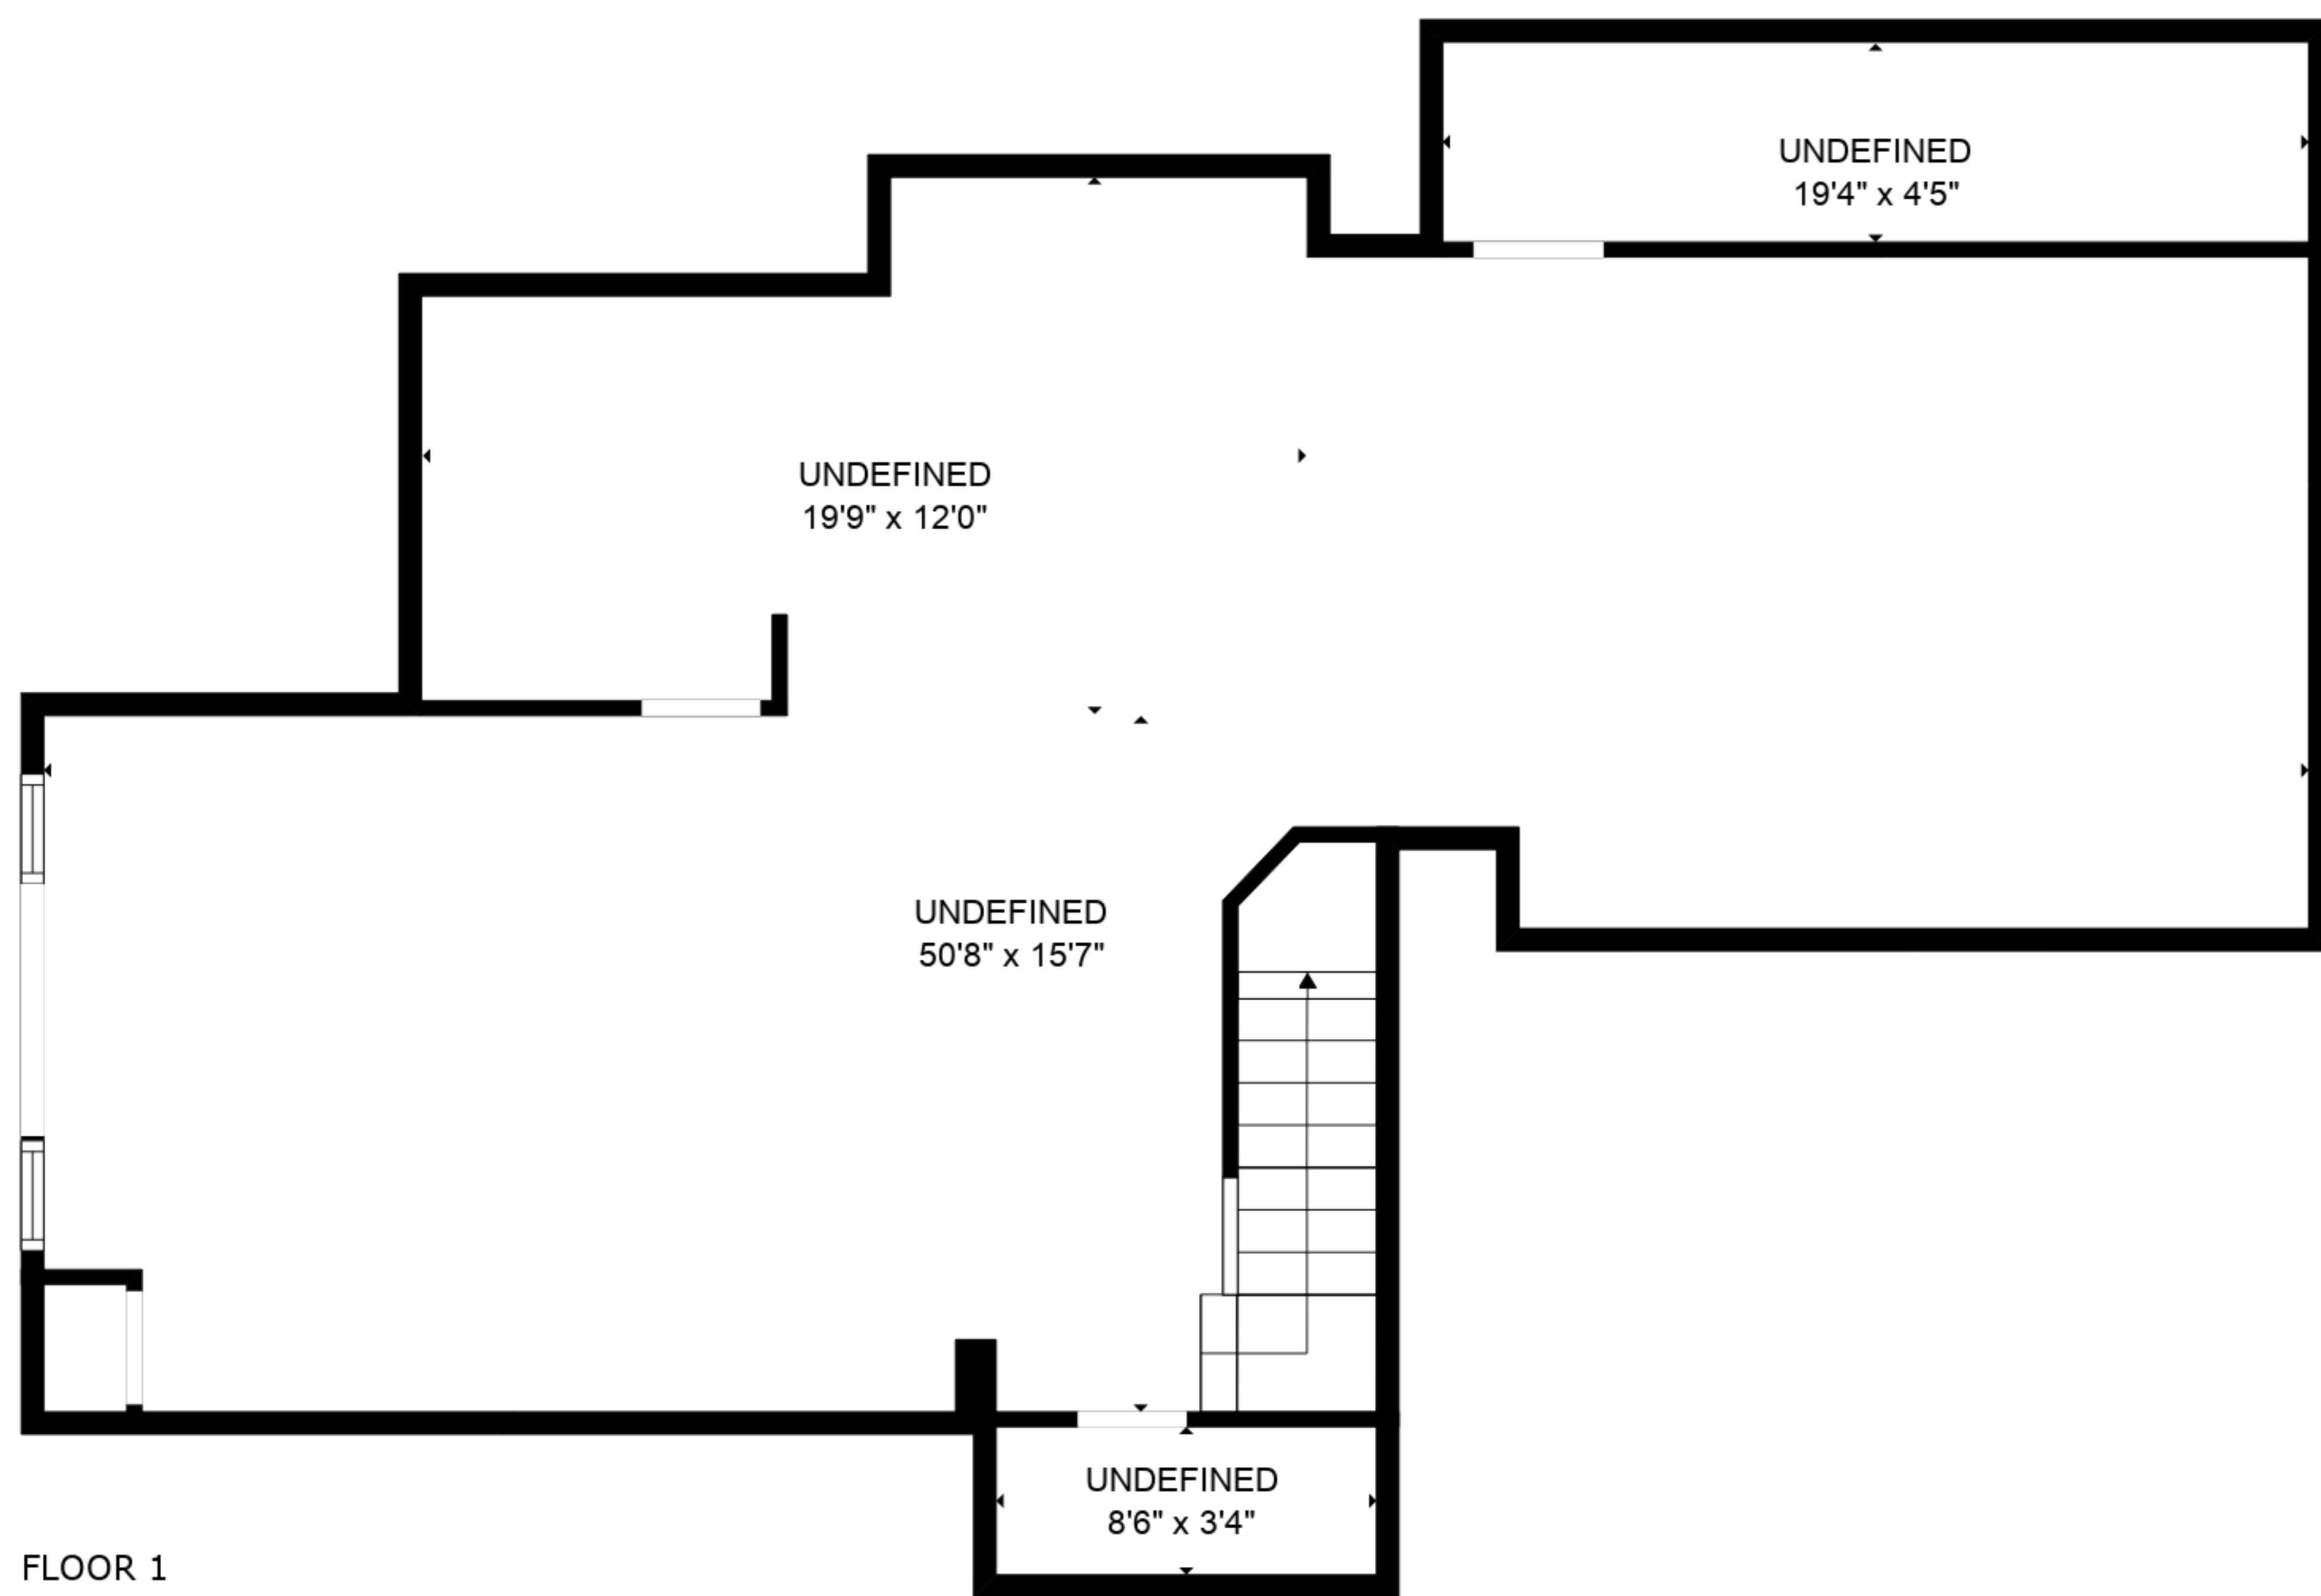 UNDEFINED
19'4" x 4'5"
UNDEFINED
19'9" x 12'0"
UNDEFINED
50'8" x 15'7"
UNDEFINED
8'6" x 3'4"
FLOOR 1